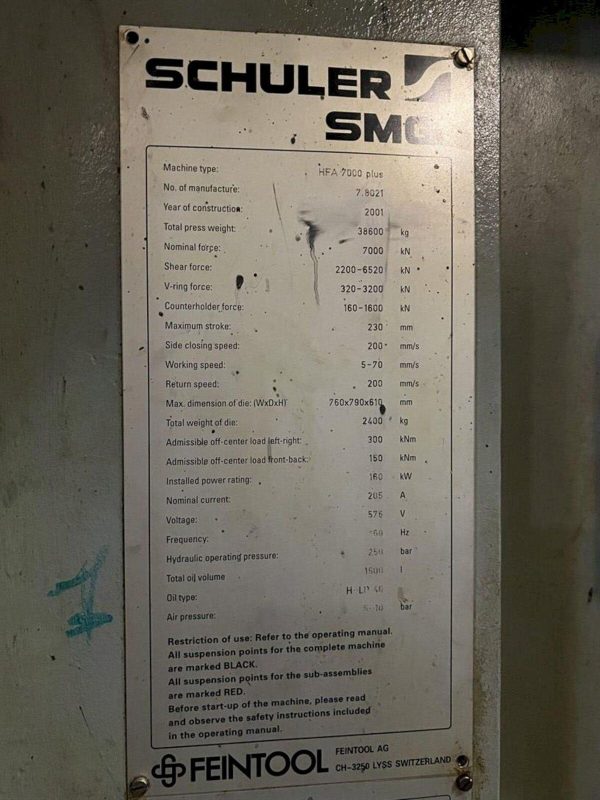 SCHULER
SMG
Machine type: HFA 7000 plus
No. of manufacture: 7.8021
Year of construction: 2001
Total press weight: 38600 kg
Nominal force: 7000 kN
Shear force: 2200-6520 kN
V-ring force: 320-3200 kN
Counterholder force: 160-1600 kN
Maximum stroke: 230 mm
Side closing speed: 200 mm/s
Working speed: 5-70 mm/s
Return speed: 200 mm/s
Max. dimension of die: (WxDxH) 760x790x610 mm
Total weight of die: 2400 kg
Admissible off-center load left-right: 300 kNm
Admissible off-center load front-back: 150 kNm
Installed power rating: 160 kW
Nominal current: 205 A
Voltage: 575 V
Frequency: 60 Hz
Hydraulic operating pressure: 250 bar
Total oil volume 1600 l
Oil type:
Air pressure: bar
Restriction of use: Refer to the operating manual.
All suspension points for the complete machine
are marked BLACK.
All suspension points for the sub-assemblies
are marked RED.
Before start-up of the machine, please read
and observe the safety instructions included
in the operating manual.
FEINTOOL
FEINTOOL AG
CH-3250 LYSS SWITZERLAND